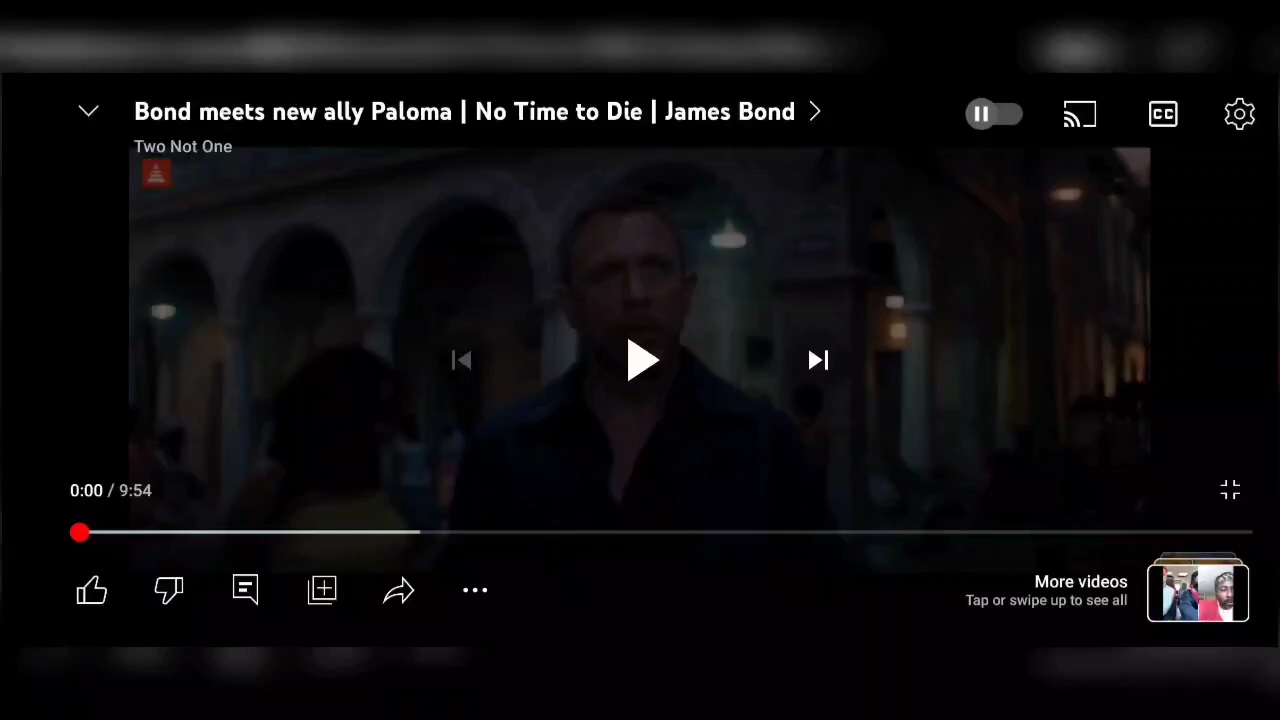 Bond meets new ally Paloma | No Time to Die | James Bond
Two Not One
CC
0:00 / 9:54
More videos
Tap or swipe up to see all